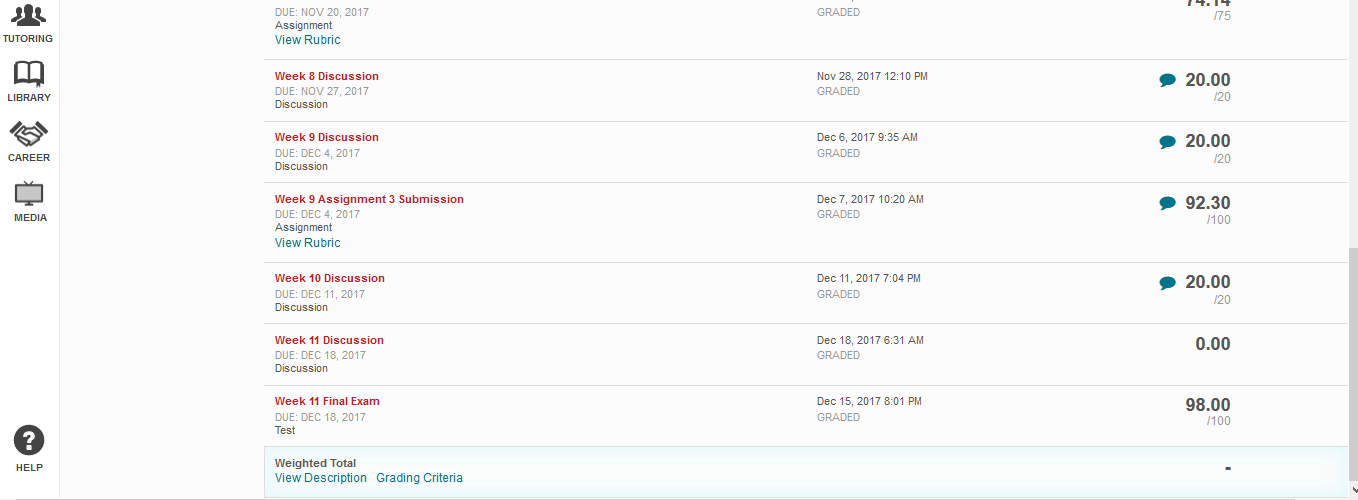 TUTORING
LIBRARY
CAREER
MEDIA
HELP
DUE: NOV 20, 2017 GRADED /75
Assignment
View Rubric
Week 8 Discussion Nov 28, 2017 12:10 PM 20.00
DUE: NOV 27, 2017 GRADED /20
Discussion
Week 9 Discussion Dec 6, 2017 9:35 AM 20.00
DUE: DEC 4, 2017 GRADED /20
Discussion
Week 9 Assignment 3 Submission Dec 7, 2017 10:20 AM 92.30
DUE: DEC 4, 2017 GRADED /100
Assignment
View Rubric
Week 10 Discussion Dec 11, 2017 7:04 PM 20.00
DUE: DEC 11, 2017 GRADED /20
Discussion
Week 11 Discussion Dec 18, 2017 6:31 AM 0.00
DUE: DEC 18, 2017 GRADED
Discussion
Week 11 Final Exam Dec 15, 2017 8:01 PM 98.00
DUE: DEC 18, 2017 GRADED /100
Test
Weighted Total -
View Description Grading Criteria